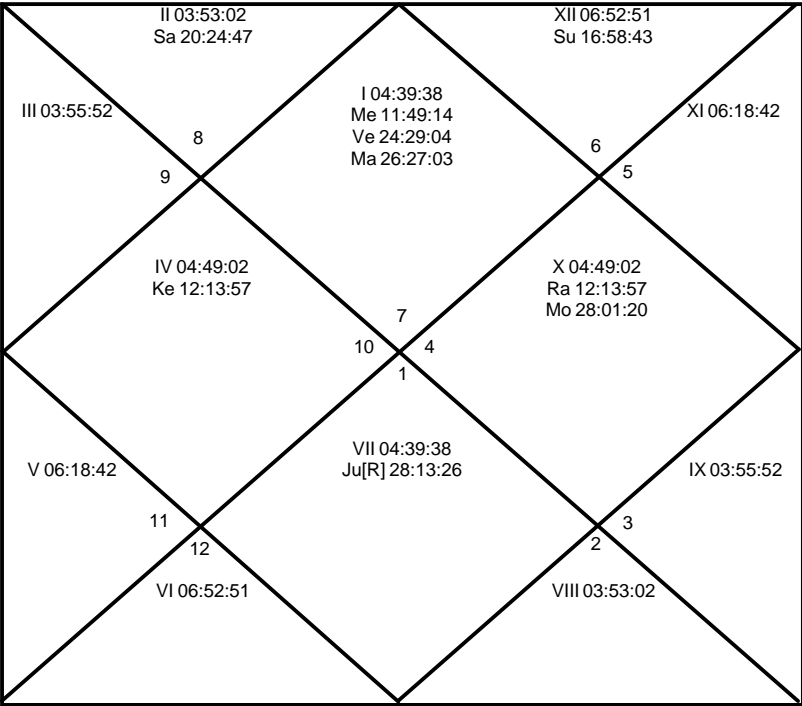 II 03:53:02
Sa 20:24:47
XII 06:52:51
Su 16:58:43
I 04:39:38
Me 11:49:14
Ve 24:29:04
Ma 26:27:03
III 03:55:52
XI 06:18:42
8
6
9
5
IV 04:49:02
Ke 12:13:57
X 04:49:02
Ra 12:13:57
Mo 28:01:20
7
10
4
1
VII 04:39:38
Ju[R] 28:13:26
V 06:18:42
IX 03:55:52
11
3
12
2
VI 06:52:51
VIII 03:53:02